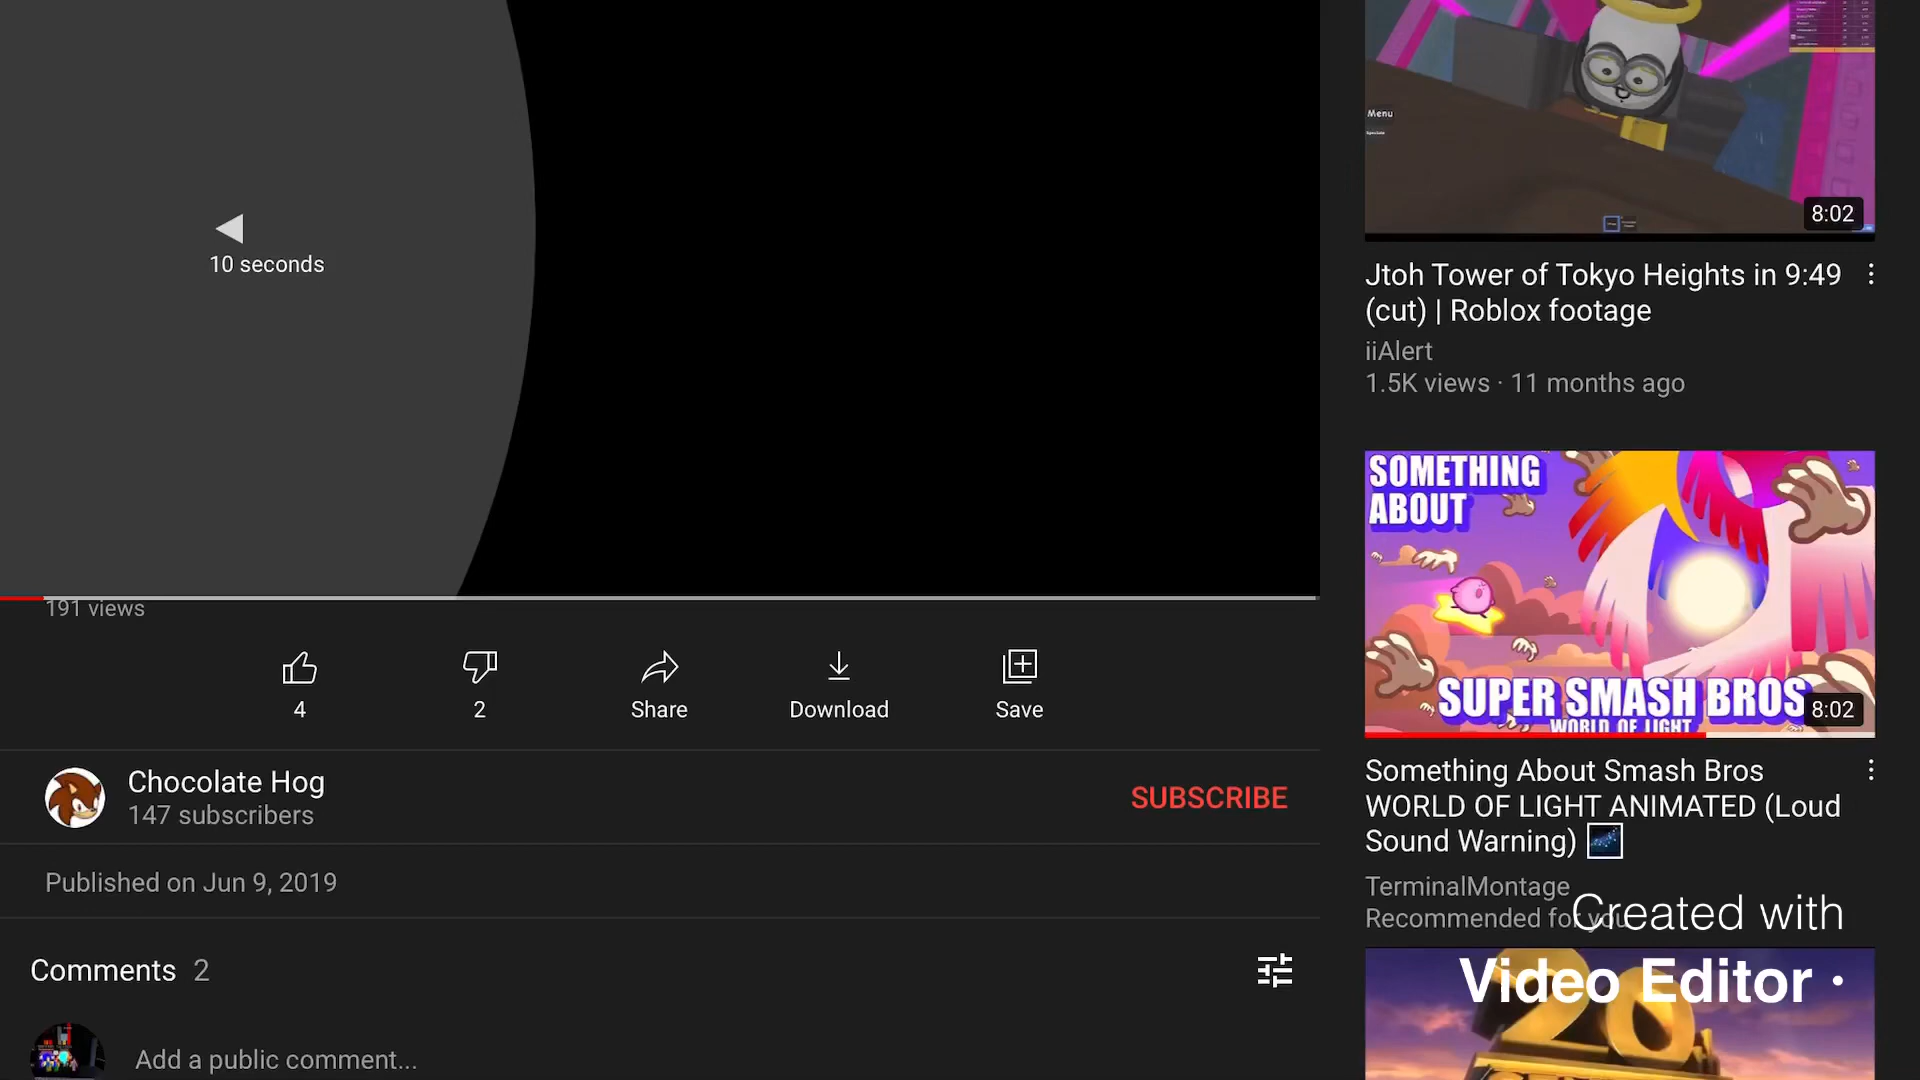 10 seconds
191 views
4
2
Share
Download
Save
Chocolate Hog
147 subscribers
SUBSCRIBE
Published on Jun 9, 2019
Comments 2
Add a public comment...
Menu
8:02
Jtoh Tower of Tokyo Heights in 9:49
(cut) | Roblox footage
iiAlert
1.5K views · 11 months ago
SOMETHING
ABOUT
SUPER SMASH BROS
WORLD OF LIGHT
8:02
Something About Smash Bros
WORLD OF LIGHT ANIMATED (Loud
Sound Warning)
TerminalMontage
Recommended for you
Created with
Video Editor ·
20